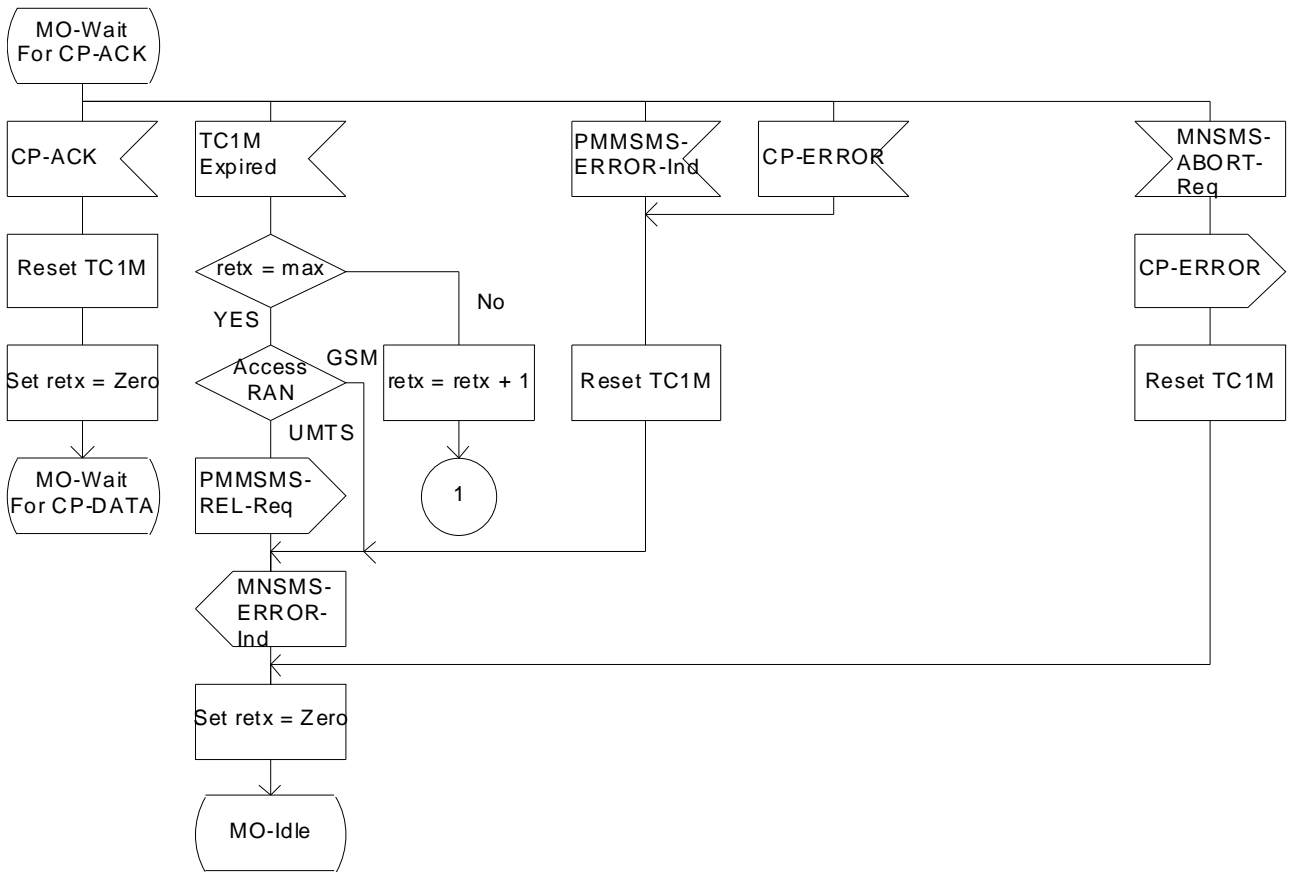 MO-Wait
For CP-ACK
CP-ACK
TC1M
Expired
PMMSMS-
ERROR-Ind
CP-ERROR
MNSMS-
ABORT-
Req
Reset TC1M
retx = max
CP-ERROR
No
YES
Set retx = Zero
Access
RAN
GSM
retx = retx + 1
Reset TC1M
Reset TC1M
UMTS
MO-Wait
For CP-DATA
PMMSMS-
REL-Req
1
MNSMS-
ERROR-
Ind
Set retx = Zero
MO-Idle